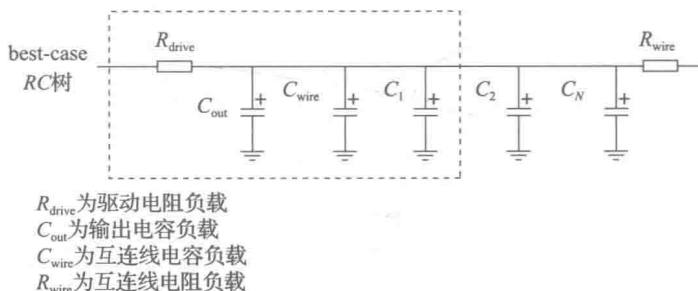 best-case
RC树
R_drive
R_wire
C_out
C_wire
C_1
C_2
C_N
+
+
+
+
+
R_drive为驱动电阻负载
C_out为输出电容负载
C_wire为互连线电容负载
R_wire为互连线电阻负载